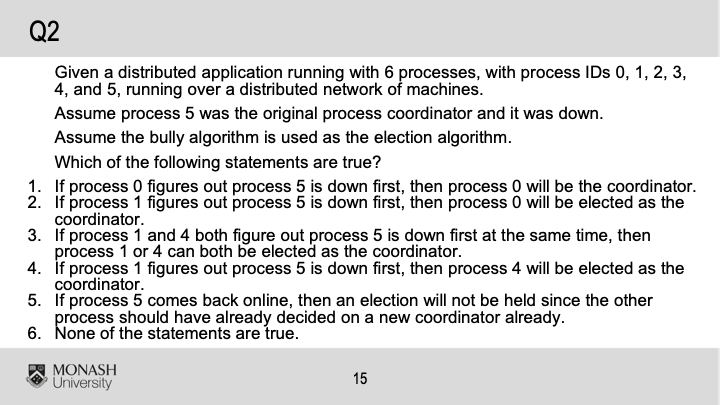 Q2
Given a distributed application running with 6 processes, with process IDs 0, 1, 2, 3,
4, and 5, running over a distributed network of machines.
Assume process 5 was the original process coordinator and it was down.
Assume the bully algorithm is used as the election algorithm.
Which of the following statements are true?
1. If process 0 figures out process 5 is down first, then process 0 will be the coordinator.
2. If process 1 figures out process 5 is down first, then process 0 will be elected as the
coordinator.
3. If process 1 and 4 both figure out process 5 is down first at the same time, then
process 1 or 4 can both be elected as the coordinator.
4. If process 1 figures out process 5 is down first, then process 4 will be elected as the
coordinator.
5. If process 5 comes back online, then an election will not be held since the other
process should have already decided on a new coordinator already.
6. None of the statements are true.
MONASH
University
15